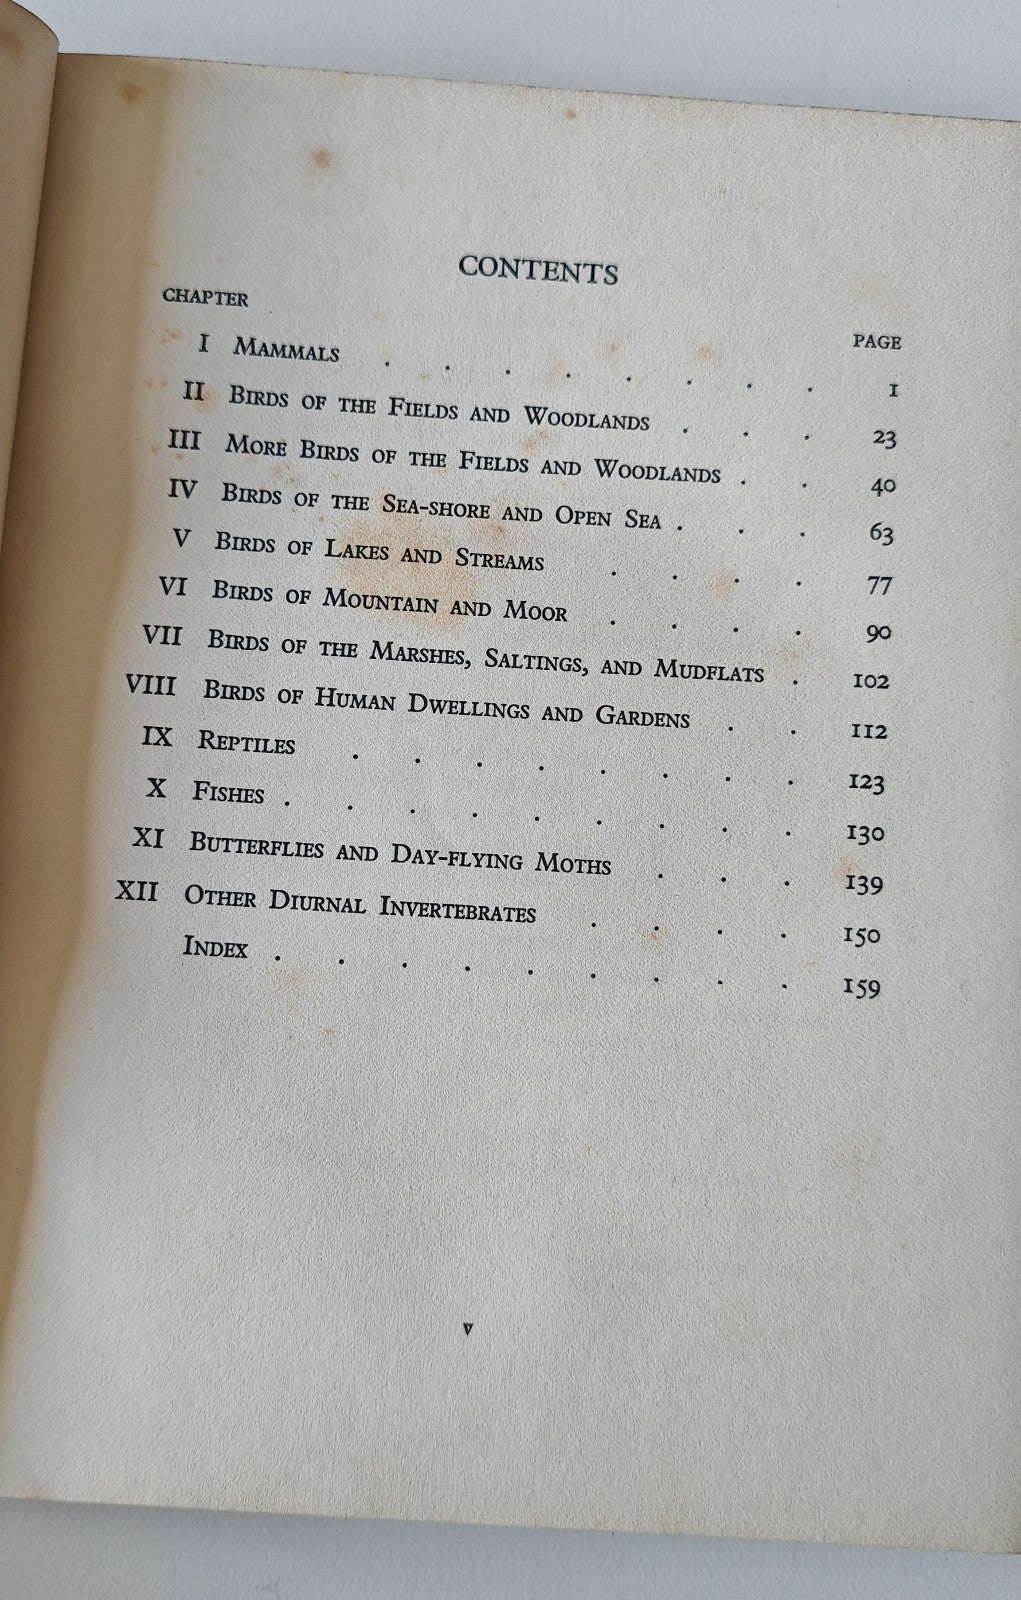 CONTENTS
CHAPTER PAGE
I Mammals . . . . . . . . 1
II Birds of the Fields and Woodlands . . . 23
III More Birds of the Fields and Woodlands . . 40
IV Birds of the Sea-shore and Open Sea . . . 63
V Birds of Lakes and Streams . . . . 77
VI Birds of Mountain and Moor . . . . 90
VII Birds of the Marshes, Saltings, and Mudflats . 102
VIII Birds of Human Dwellings and Gardens . . 112
IX Reptiles . . . . . . . . 123
X Fishes . . . . . . . . . 130
XI Butterflies and Day-flying Moths . . . 139
XII Other Diurnal Invertebrates . . . . 150
Index . . . . . . . . . 159
v